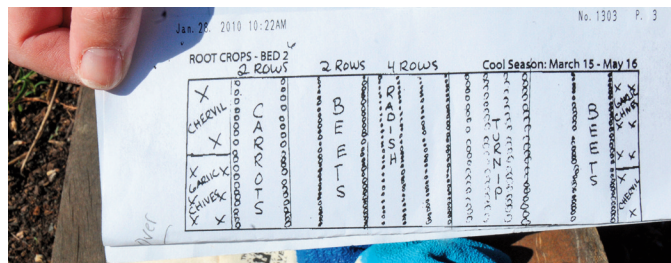 Jan. 28. 2010 10:22AM
No. 1303 P. 3
ROOT CROPS - BED 2
Cool Season: March 15 - May 16
2 ROWS
2 ROWS
4 ROWS
X
CHERVIL
X
X GARLIC X
CHIVES X
X X
CARROTS
BEETS
RADISH
TURNIP
BEETS
X
GARLIC
CHIVES
X
X
X X
X
CHERVIL
X
over